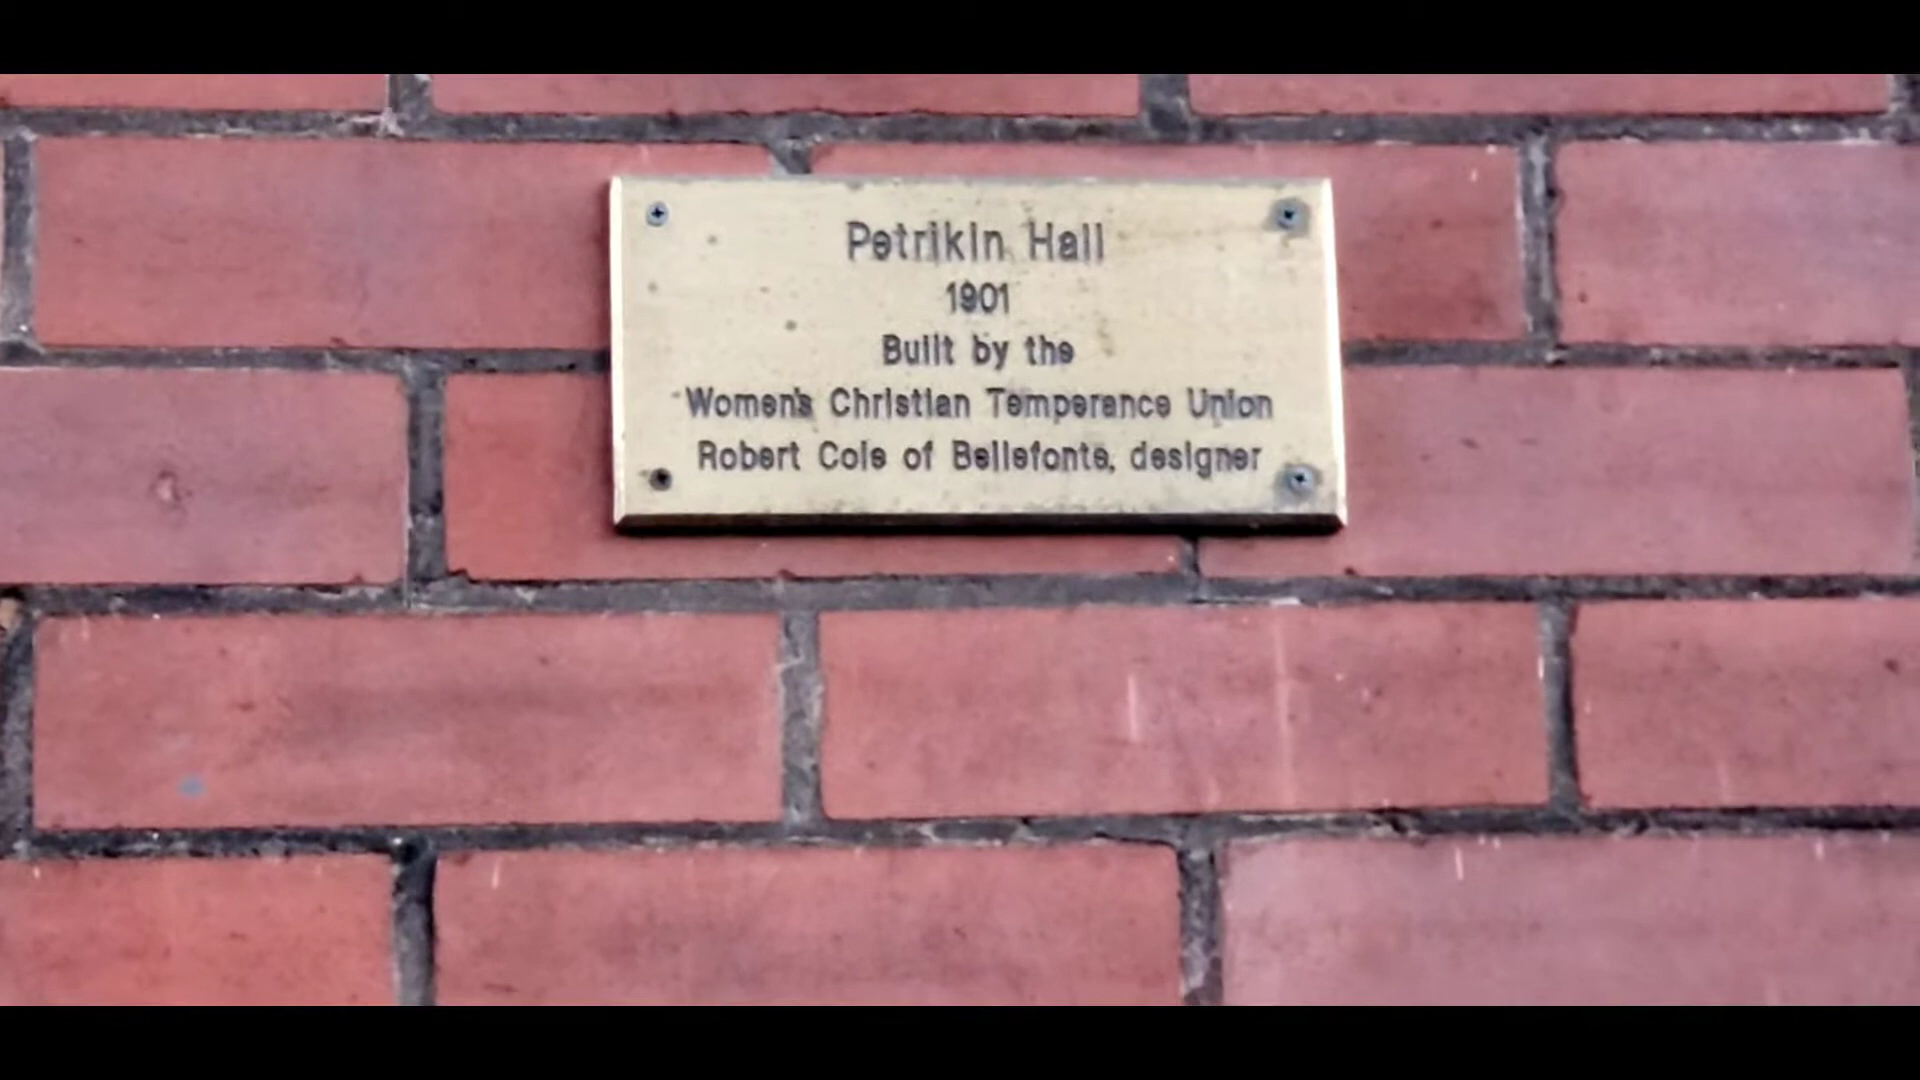 Petrikin Hall
1901
Built by the
Women's Christian Temperance Union
Robert Cole of Bellefonte, designer